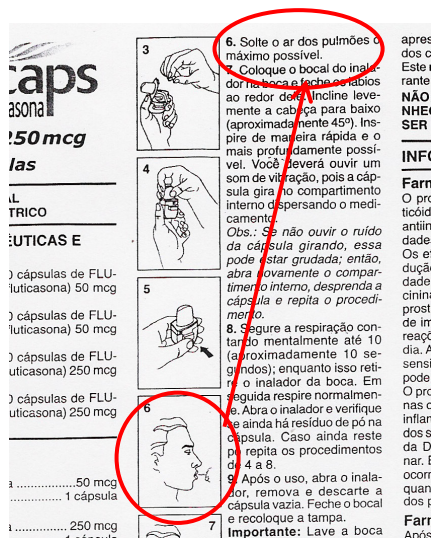 caps
asona
250 mcg
las
AL
TRICO
ÊUTICAS E
0 cápsulas de FLU-
fluticasona) 50 mcg
0 cápsulas de FLU-
fluticasona) 50 mcg
0 cápsulas de FLU-
uticasona) 250 mcg
0 cápsulas de FLU-
uticasona) 250 mcg
a ...............50 mcg
............... 1 cápsula
a ............. 250 mcg
3
4
5
6
7
6. Solte o ar dos pulmões o
máximo possível.
7. Coloque o bocal do inala-
dor na boca e feche os lábios
ao redor dele. Incline leve-
mente a cabeça para baixo
(aproximadamente 45º). Ins-
pire de maneira rápida e o
mais profundamente possí-
vel. Você deverá ouvir um
som de vibração, pois a cáp-
sula gira no compartimento
interno dispersando o medi-
camento.
Obs.: Se não ouvir o ruído
da cápsula girando, essa
pode estar grudada; então,
abra novamente o compar-
timento interno, desprenda a
cápsula e repita o procedi-
mento.
8. Segure a respiração con-
tando mentalmente até 10
(aproximadamente 10 se-
gundos); enquanto isso reti-
re o inalador da boca. Em
seguida respire normalmen-
te. Abra o inalador e verifique
se ainda há resíduo de pó na
cápsula. Caso ainda reste
pó repita os procedimentos
de 4 a 8.
9. Após o uso, abra o inala-
dor, remova e descarte a
cápsula vazia. Feche o bocal
e recoloque a tampa.
Importante: Lave a boca
apres
dos c
Este r
rante
NÃO
NHEC
SER
INFO
Farm
O pro
ticóid
antiin
dades
Os ef
dução
dade
cinina
prost
de im
reaçõ
dia. A
sensi
pode
O pro
nas c
inflan
dos s
da D
nar. E
ocorr
quan
dos p
Farm
Após